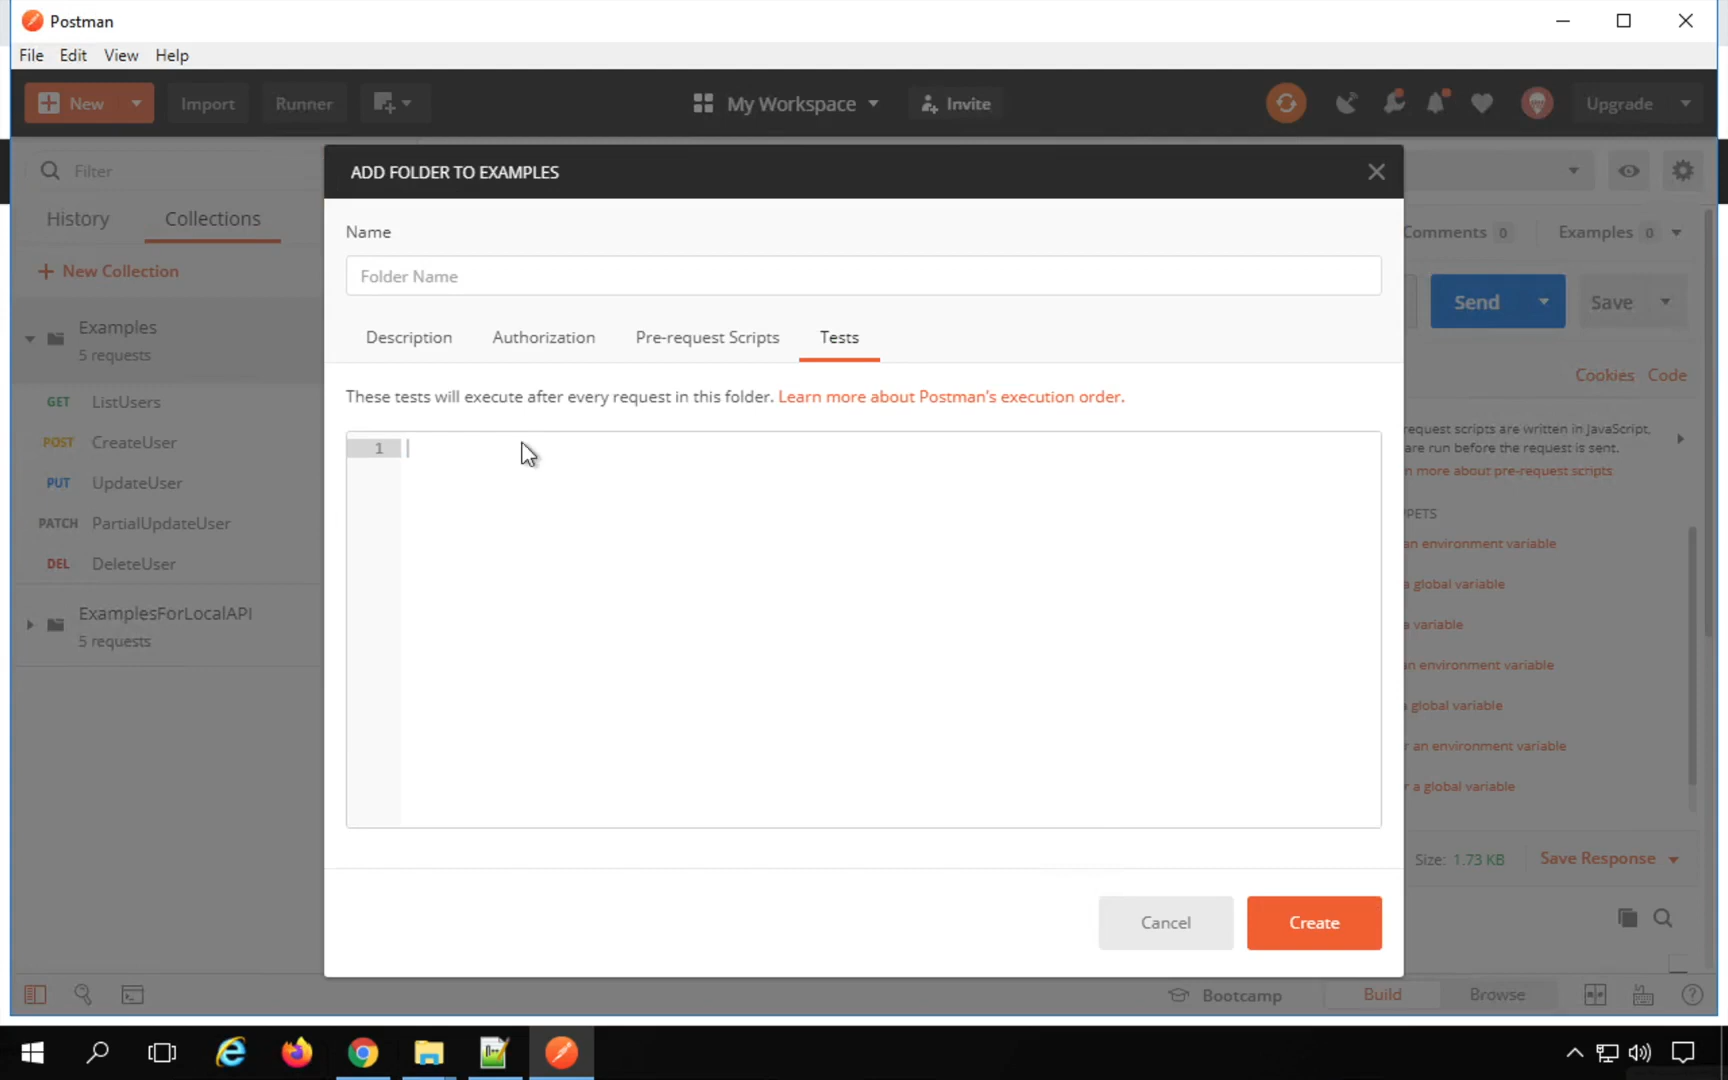 Postman
File Edit View Help
New Import Runner My Workspace Invite Upgrade
Filter
History Collections
+ New Collection
Examples
5 requests
GET ListUsers
POST CreateUser
PUT UpdateUser
PATCH PartialUpdateUser
DEL DeleteUser
ExamplesForLocalAPI
5 requests
ADD FOLDER TO EXAMPLES
Name
Folder Name
Description Authorization Pre-request Scripts Tests
These tests will execute after every request in this folder. Learn more about Postman's execution order.
1
Cancel Create
Comments 0 Examples 0
Send Save
Cookies Code
request scripts are written in JavaScript,
are run before the request is sent.
more about pre-request scripts
an environment variable
a global variable
a variable
an environment variable
global variable
an environment variable
a global variable
Size: 1.73 KB Save Response
Bootcamp Build Browse